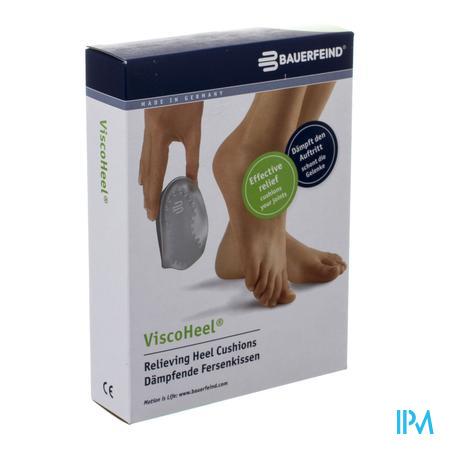 BAUERFEIND®
MADE IN GERMANY
ViscoHeel®
Effective
relief
cushions
your joints
Dämpft den
Auftritt
schont die
Gelenke
ViscoHeel®
Relieving Heel Cushions
Dämpfende Fersenkissen
Motion is Life: www.bauerfeind.com
CE
IPM